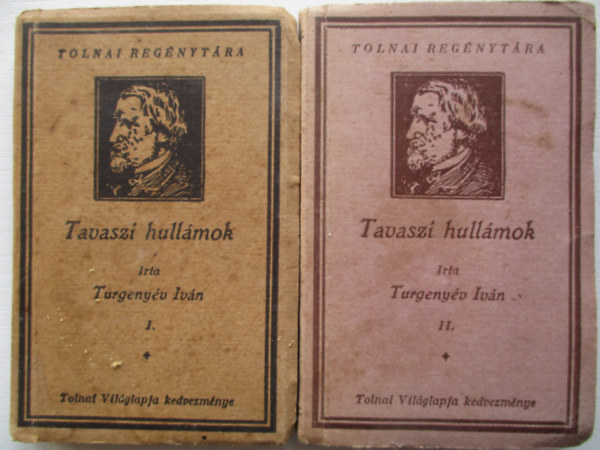 TOLNAI REGÉNYTÁRA
Tavaszi hullámok
Irta
Turgenyév Iván
I.
Tolnai Világlapja kedvezménye
TOLNAI REGÉNYTÁRA
Tavaszi hullámok
Irta
Turgenyév Iván
II.
Tolnai Világlapja kedvezménye